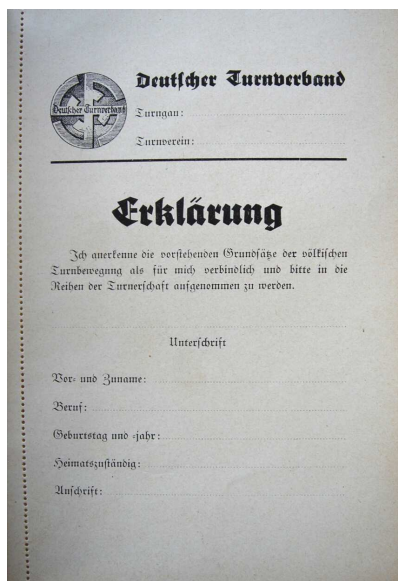 Deutscher Turnverband
Deutscher Turnverband
Turngau:
Turnverein:
Erklärung
Ich anerkenne die vorstehenden Grundsätze der völkischen
Turnbewegung als für mich verbindlich und bitte in die
Reihen der Turnerschaft aufgenommen zu werden.
Unterschrift
Vor- und Zuname:
Beruf:
Geburtstag und -jahr:
Heimatszuständig:
Anschrift: